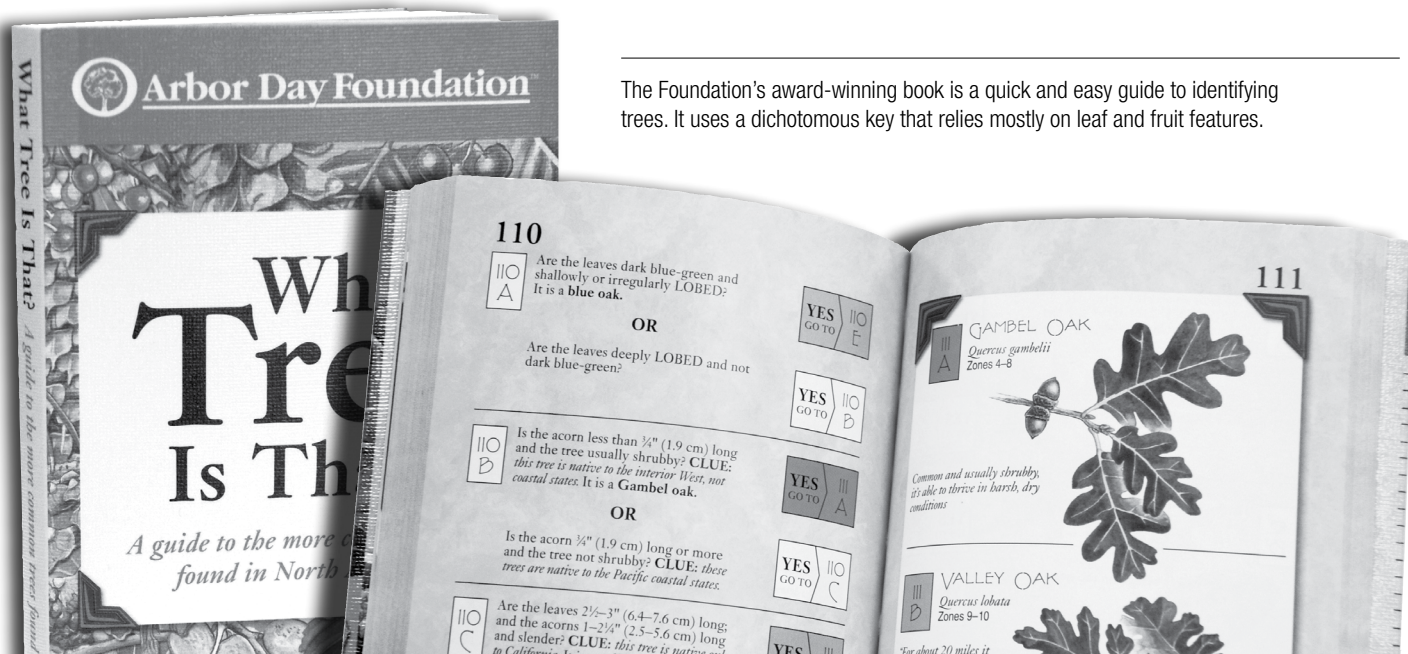 What Tree Is That? A guide to the more common trees found
Arbor Day Foundation™
Wh
Tre
Is Th
A guide to the more c
found in North
The Foundation’s award-winning book is a quick and easy guide to identifying
trees. It uses a dichotomous key that relies mostly on leaf and fruit features.
110
110
A
Are the leaves dark blue-green and
shallowly or irregularly LOBED?
It is a blue oak.
YES
GO TO
110
E
OR
Are the leaves deeply LOBED and not
dark blue-green?
YES
GO TO
110
B
110
B
Is the acorn less than ¾" (1.9 cm) long
and the tree usually shrubby? CLUE:
this tree is native to the interior West, not
coastal states. It is a Gambel oak.
YES
GO TO
111
A
OR
Is the acorn ¾" (1.9 cm) long or more
and the tree not shrubby? CLUE: these
trees are native to the Pacific coastal states.
YES
GO TO
110
C
110
C
Are the leaves 2½–3" (6.4–7.6 cm) long;
and the acorns 1–2¼" (2.5–5.6 cm) long
and slender? CLUE: this tree is native
to California.
YES
111
111
111
A
GAMBEL OAK
Quercus gambelii
Zones 4–8
Common and usually shrubby,
it's able to thrive in harsh, dry
conditions
111
B
VALLEY OAK
Quercus lobata
Zones 9–10
"For about 20 miles it